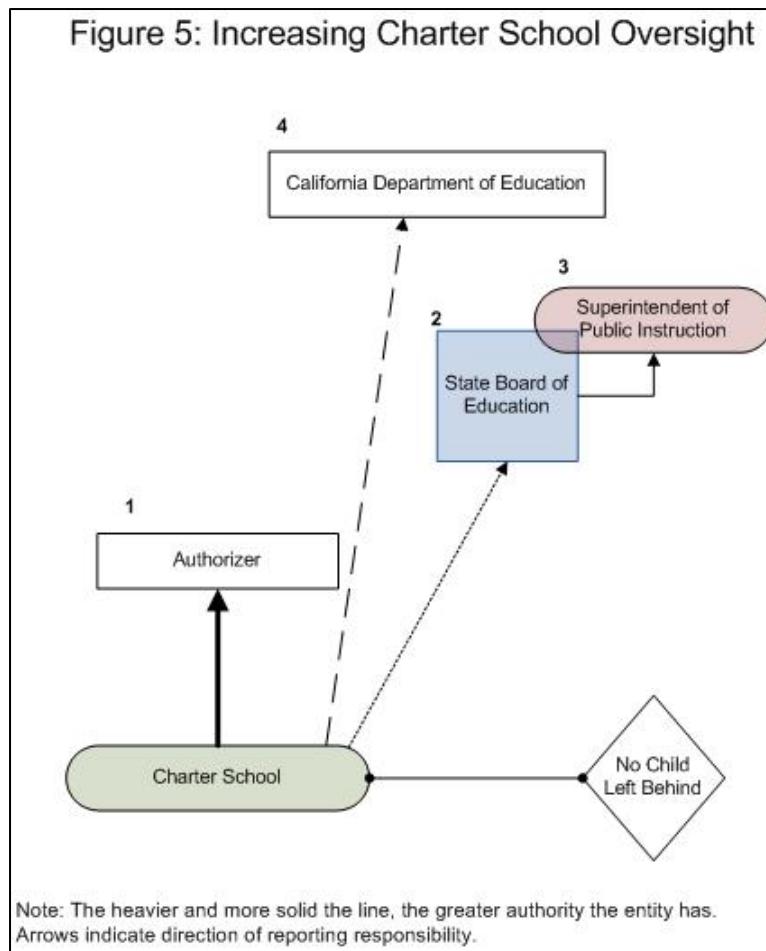 Figure 5: Increasing Charter School Oversight
4
California Department of Education
3
Superintendent of
Public Instruction
2
State Board of
Education
1
Authorizer
Charter School
No Child
Left Behind
Note: The heavier and more solid the line, the greater authority the entity has.
Arrows indicate direction of reporting responsibility.